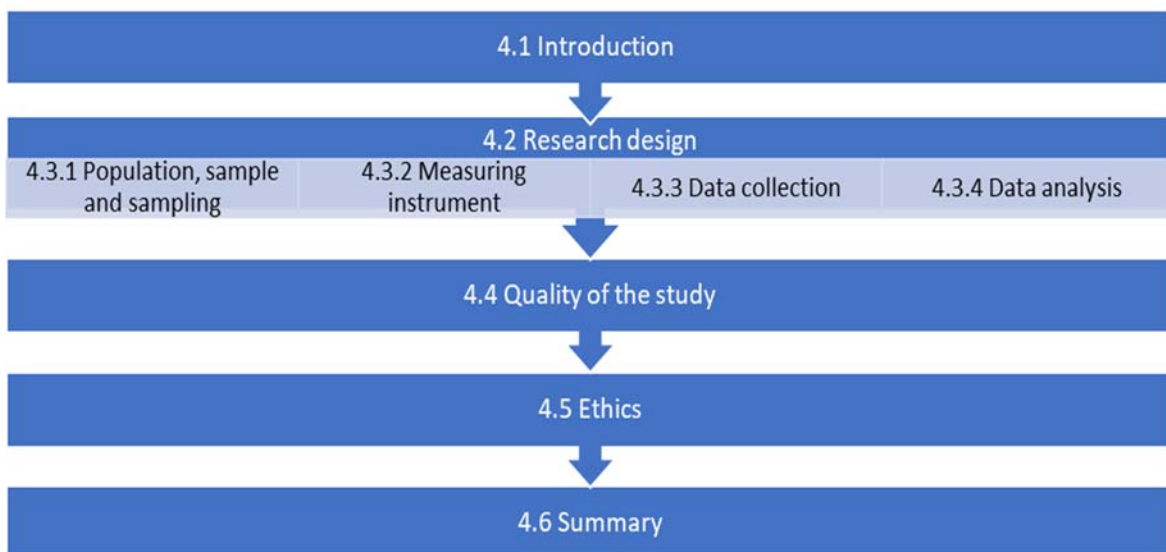 4.1 Introduction
4.2 Research design
4.3.1 Population, sample
and sampling
4.3.2 Measuring
instrument
4.3.3 Data collection
4.3.4 Data analysis
4.4 Quality of the study
4.5 Ethics
4.6 Summary